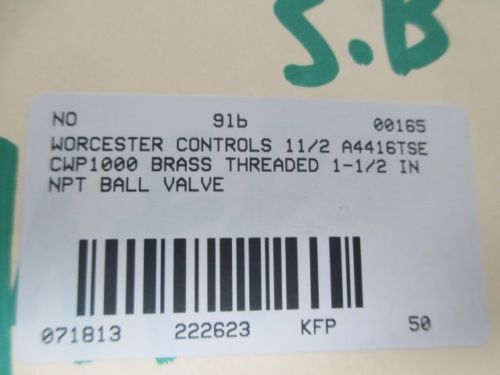 S.B
NO 9lb 00165
WORCESTER CONTROLS 11/2 A4416TSE
CWP1000 BRASS THREADED 1-1/2 IN
NPT BALL VALVE
071813 222623 KFP 50